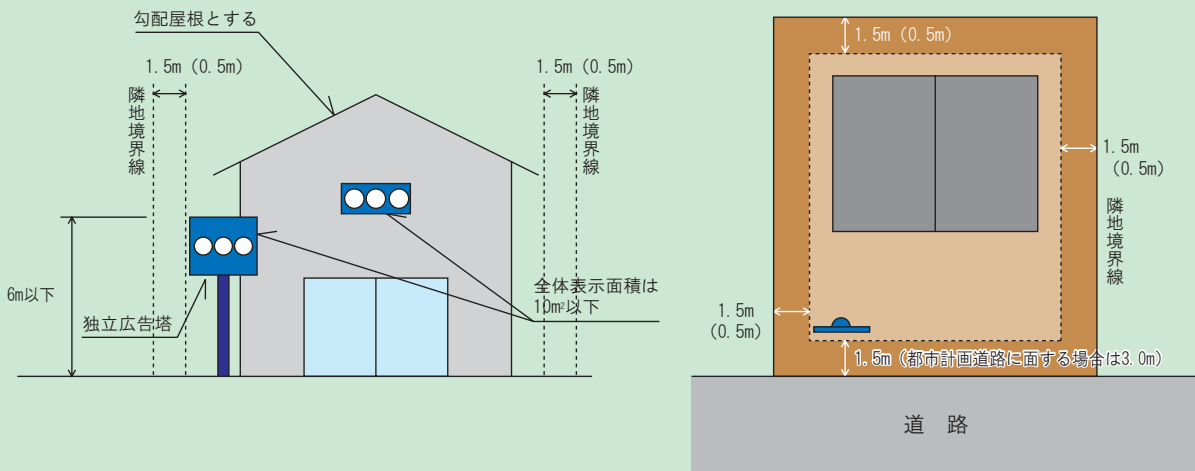 勾配屋根とする
1.5m（0.5m）
隣地境界線
1.5m（0.5m）
隣地境界線
6m以下
独立広告塔
全体表示面積は
10m²以下
1.5m（0.5m）
1.5m
（0.5m）
隣地境界線
1.5m
（0.5m）
1.5m（都市計画道路に面する場合は3.0m）
道　路